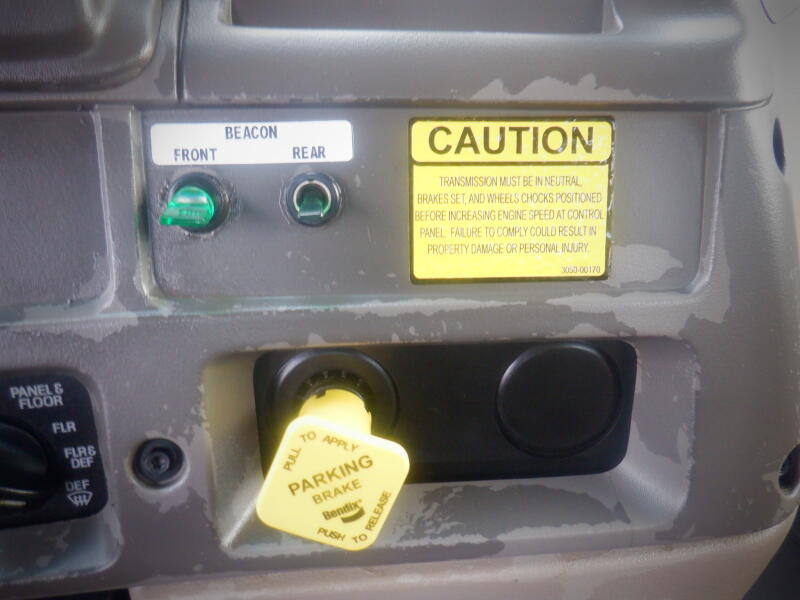 BEACON
FRONT REAR
CAUTION
TRANSMISSION MUST BE IN NEUTRAL,
BRAKES SET, AND WHEELS CHOCKS POSITIONED
BEFORE INCREASING ENGINE SPEED AT CONTROL
PANEL. FAILURE TO COMPLY COULD RESULT IN
PROPERTY DAMAGE OR PERSONAL INJURY.
3050-00170
PANEL &
FLOOR
FLR
FLR &
DEF
DEF
PULL TO APPLY
PARKING
BRAKE
Bendix
PUSH TO RELEASE